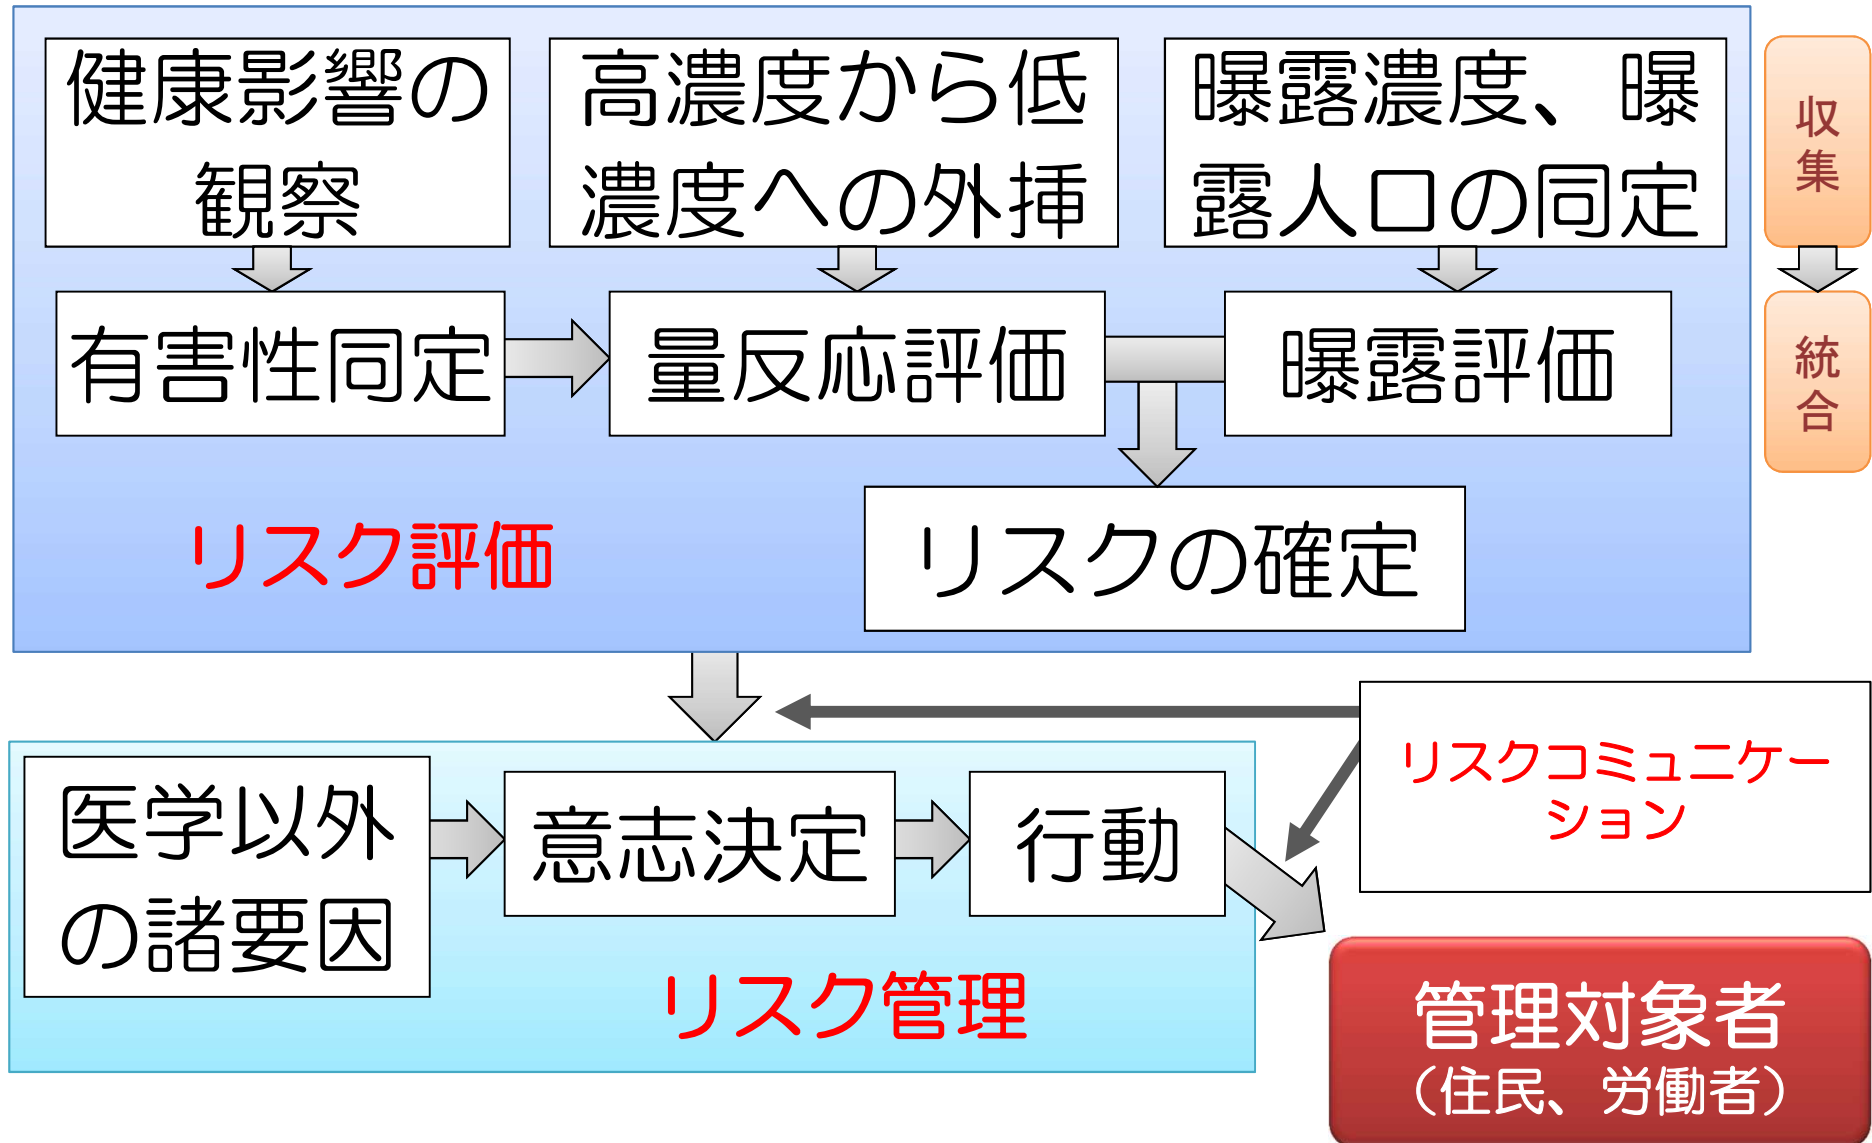 健康影響の
観察
高濃度から低
濃度への外挿
曝露濃度、曝
露人口の同定
収
集
有害性同定
量反応評価
曝露評価
統
合
リスク評価
リスクの確定
リスクコミュニケー
ション
医学以外
の諸要因
意志決定
行動
リスク管理
管理対象者
（住民、労働者）